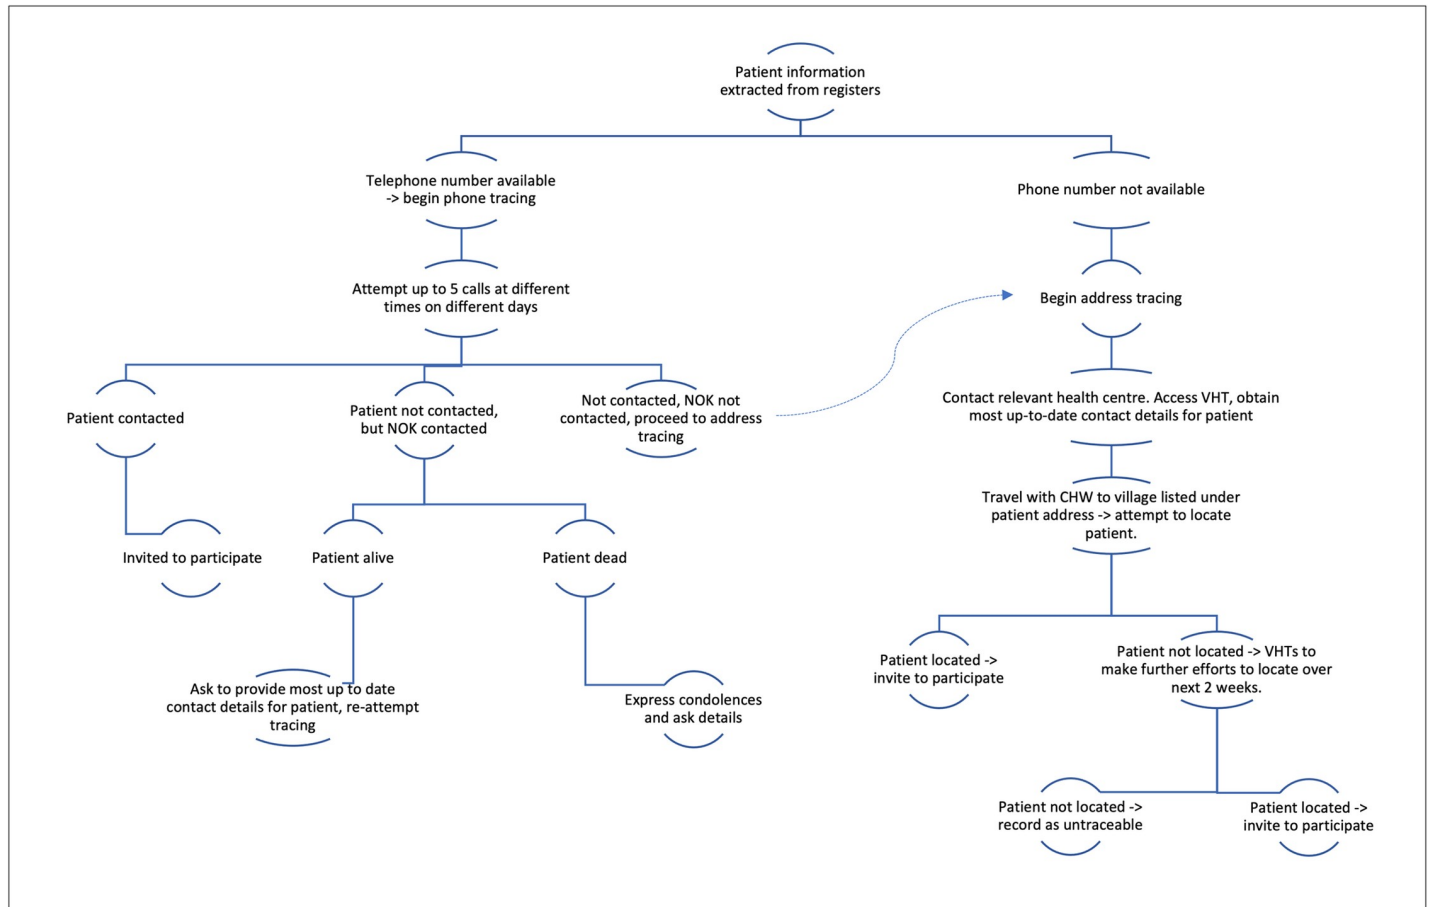 Patient information
extracted from registers
Telephone number available
-> begin phone tracing
Phone number not available
Attempt up to 5 calls at different
times on different days
Begin address tracing
Patient contacted
Patient not contacted,
but NOK contacted
Not contacted, NOK not
contacted, proceed to address
tracing
Contact relevant health centre. Access VHT, obtain
most up-to-date contact details for patient
Travel with CHW to village listed under
patient address -> attempt to locate
patient.
Invited to participate
Patient alive
Patient dead
Patient located ->
invite to participate
Patient not located -> VHTs to
make further efforts to locate over
next 2 weeks.
Ask to provide most up to date
contact details for patient, re-attempt
tracing
Express condolences
and ask details
Patient not located ->
record as untraceable
Patient located ->
invite to participate